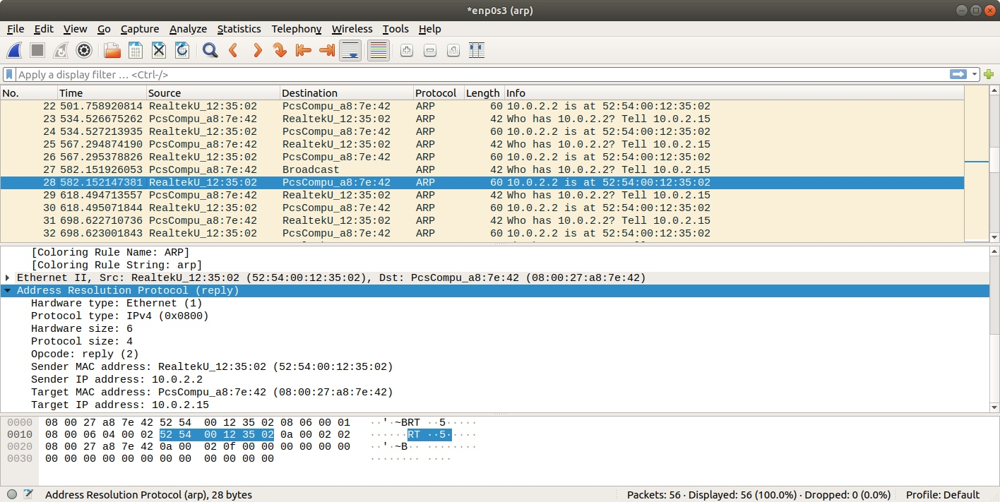 *enp0s3 (arp)
File Edit View Go Capture Analyze Statistics Telephony Wireless Tools Help
Apply a display filter … <Ctrl-/>
No. Time Source Destination Protocol Length Info
22 501.758920814 RealtekU_12:35:02 PcsCompu_a8:7e:42 ARP 60 10.0.2.2 is at 52:54:00:12:35:02
23 534.526675262 PcsCompu_a8:7e:42 RealtekU_12:35:02 ARP 42 Who has 10.0.2.2? Tell 10.0.2.15
24 534.527213935 RealtekU_12:35:02 PcsCompu_a8:7e:42 ARP 60 10.0.2.2 is at 52:54:00:12:35:02
25 567.294874190 PcsCompu_a8:7e:42 RealtekU_12:35:02 ARP 42 Who has 10.0.2.2? Tell 10.0.2.15
26 567.295378826 RealtekU_12:35:02 PcsCompu_a8:7e:42 ARP 60 10.0.2.2 is at 52:54:00:12:35:02
27 582.151926053 PcsCompu_a8:7e:42 Broadcast ARP 42 Who has 10.0.2.2? Tell 10.0.2.15
28 582.152147381 RealtekU_12:35:02 PcsCompu_a8:7e:42 ARP 60 10.0.2.2 is at 52:54:00:12:35:02
29 618.494713557 PcsCompu_a8:7e:42 RealtekU_12:35:02 ARP 42 Who has 10.0.2.2? Tell 10.0.2.15
30 618.495071844 RealtekU_12:35:02 PcsCompu_a8:7e:42 ARP 60 10.0.2.2 is at 52:54:00:12:35:02
31 698.622710736 PcsCompu_a8:7e:42 RealtekU_12:35:02 ARP 42 Who has 10.0.2.2? Tell 10.0.2.15
32 698.623001843 RealtekU_12:35:02 PcsCompu_a8:7e:42 ARP 60 10.0.2.2 is at 52:54:00:12:35:02
[Coloring Rule Name: ARP]
[Coloring Rule String: arp]
Ethernet II, Src: RealtekU_12:35:02 (52:54:00:12:35:02), Dst: PcsCompu_a8:7e:42 (08:00:27:a8:7e:42)
Address Resolution Protocol (reply)
Hardware type: Ethernet (1)
Protocol type: IPv4 (0x0800)
Hardware size: 6
Protocol size: 4
Opcode: reply (2)
Sender MAC address: RealtekU_12:35:02 (52:54:00:12:35:02)
Sender IP address: 10.0.2.2
Target MAC address: PcsCompu_a8:7e:42 (08:00:27:a8:7e:42)
Target IP address: 10.0.2.15
0000 08 00 27 a8 7e 42 52 54 00 12 35 02 08 06 00 01 ··'·~BRT ··5·····
0010 08 00 06 04 00 02 52 54 00 12 35 02 0a 00 02 02 ······RT ··5·····
0020 08 00 27 a8 7e 42 0a 00 02 0f 00 00 00 00 00 00 ··'·~B·· ········
0030 00 00 00 00 00 00 00 00 00 00 00 00 ········ ····
Address Resolution Protocol (arp), 28 bytes Packets: 56 · Displayed: 56 (100.0%) · Dropped: 0 (0.0%) Profile: Default